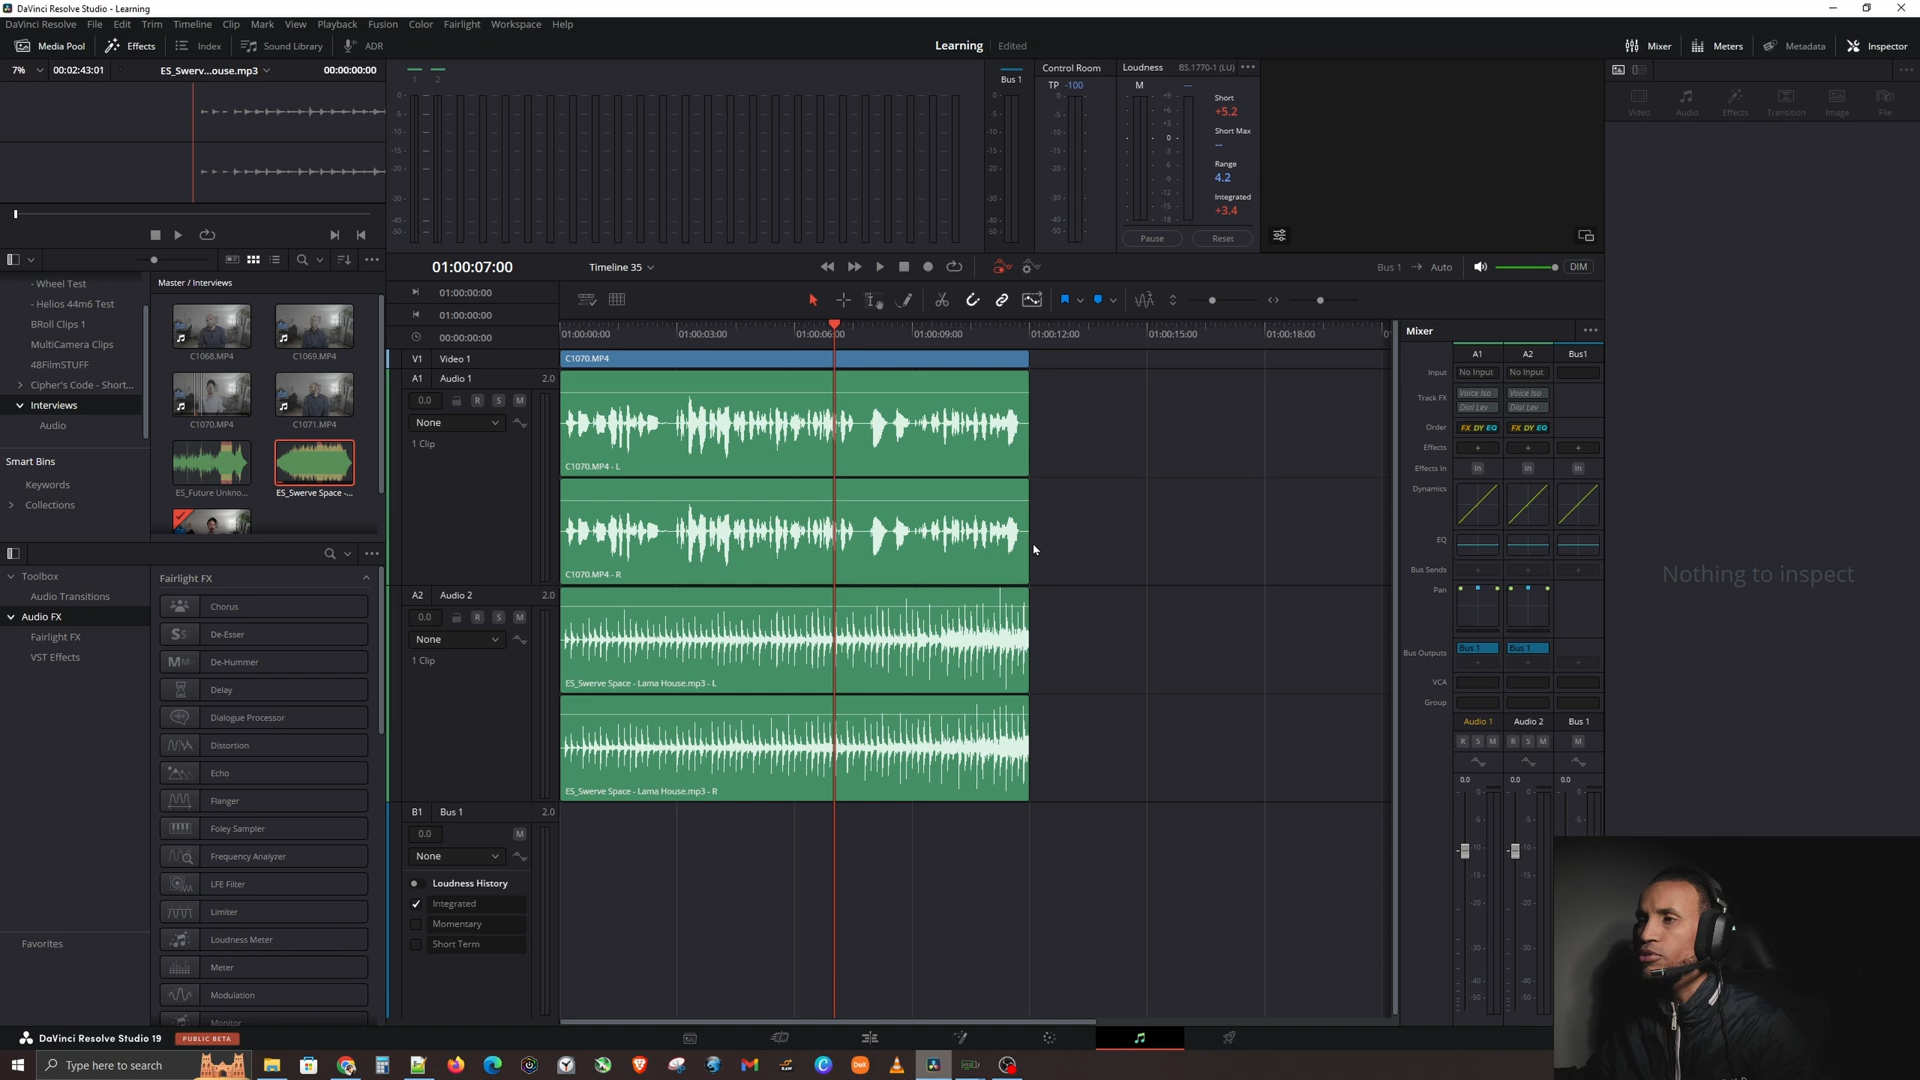 DaVinci Resolve Studio - Learning
DaVinci Resolve File Edit Trim Timeline Clip Mark View Playback Fusion Color Fairlight Workspace Help
Media Pool Effects Index Sound Library ADR
Learning Edited
Mixer Meters Metadata Inspector
7% 00:02:43:01 ES_Swerv...ouse.mp3 00:00:00:00
1 2
Bus 1
Control Room
TP -100
Loudness BS.1770-1 (LU)
M --
Short
+5.2
Short Max
--
Range
4.2
Integrated
+3.4
Pause Reset
Video Audio Effects Transition Image File
01:00:07:00 Timeline 35
Bus 1 Auto DIM
Master / Interviews
- Wheel Test
- Helios 44m6 Test
BRoll Clips 1
MultiCamera Clips
48FilmSTUFF
Cipher's Code - Short...
Interviews
Audio
Smart Bins
Keywords
Collections
C1068.MP4 C1069.MP4
C1070.MP4 C1071.MP4
ES_Future Unkno... ES_Swerve Space -...
01:00:00:00
01:00:00:00
00:00:00:00
01:00:00:00 01:00:03:00 01:00:06:00 01:00:09:00 01:00:12:00 01:00:15:00 01:00:18:00
V1 Video 1
C1070.MP4
A1 Audio 1 2.0
0.0 R S M
None
1 Clip
C1070.MP4 - L
C1070.MP4 - R
A2 Audio 2 2.0
0.0 R S M
None
1 Clip
ES_Swerve Space - Lama House.mp3 - L
ES_Swerve Space - Lama House.mp3 - R
B1 Bus 1 2.0
0.0 M
None
Loudness History
Integrated
Momentary
Short Term
Toolbox
Audio Transitions
Audio FX
Fairlight FX
VST Effects
Favorites
Fairlight FX
Chorus
De-Esser
De-Hummer
Delay
Dialogue Processor
Distortion
Echo
Flanger
Foley Sampler
Frequency Analyzer
LFE Filter
Limiter
Loudness Meter
Meter
Modulation
Monitor
Mixer
A1 A2 Bus1
Input No Input No Input
Track FX Voice Iso Voice Iso
Dial Lev Dial Lev
Order FX DY EQ FX DY EQ
Effects
Effects In In In In
Dynamics
EQ
Bus Sends
Pan
Bus Outputs Bus 1 Bus 1
VCA
Group
Audio 1 Audio 2 Bus 1
R S M R S M M
0.0 0.0 0.0
Nothing to inspect
DaVinci Resolve Studio 19 PUBLIC BETA
Type here to search